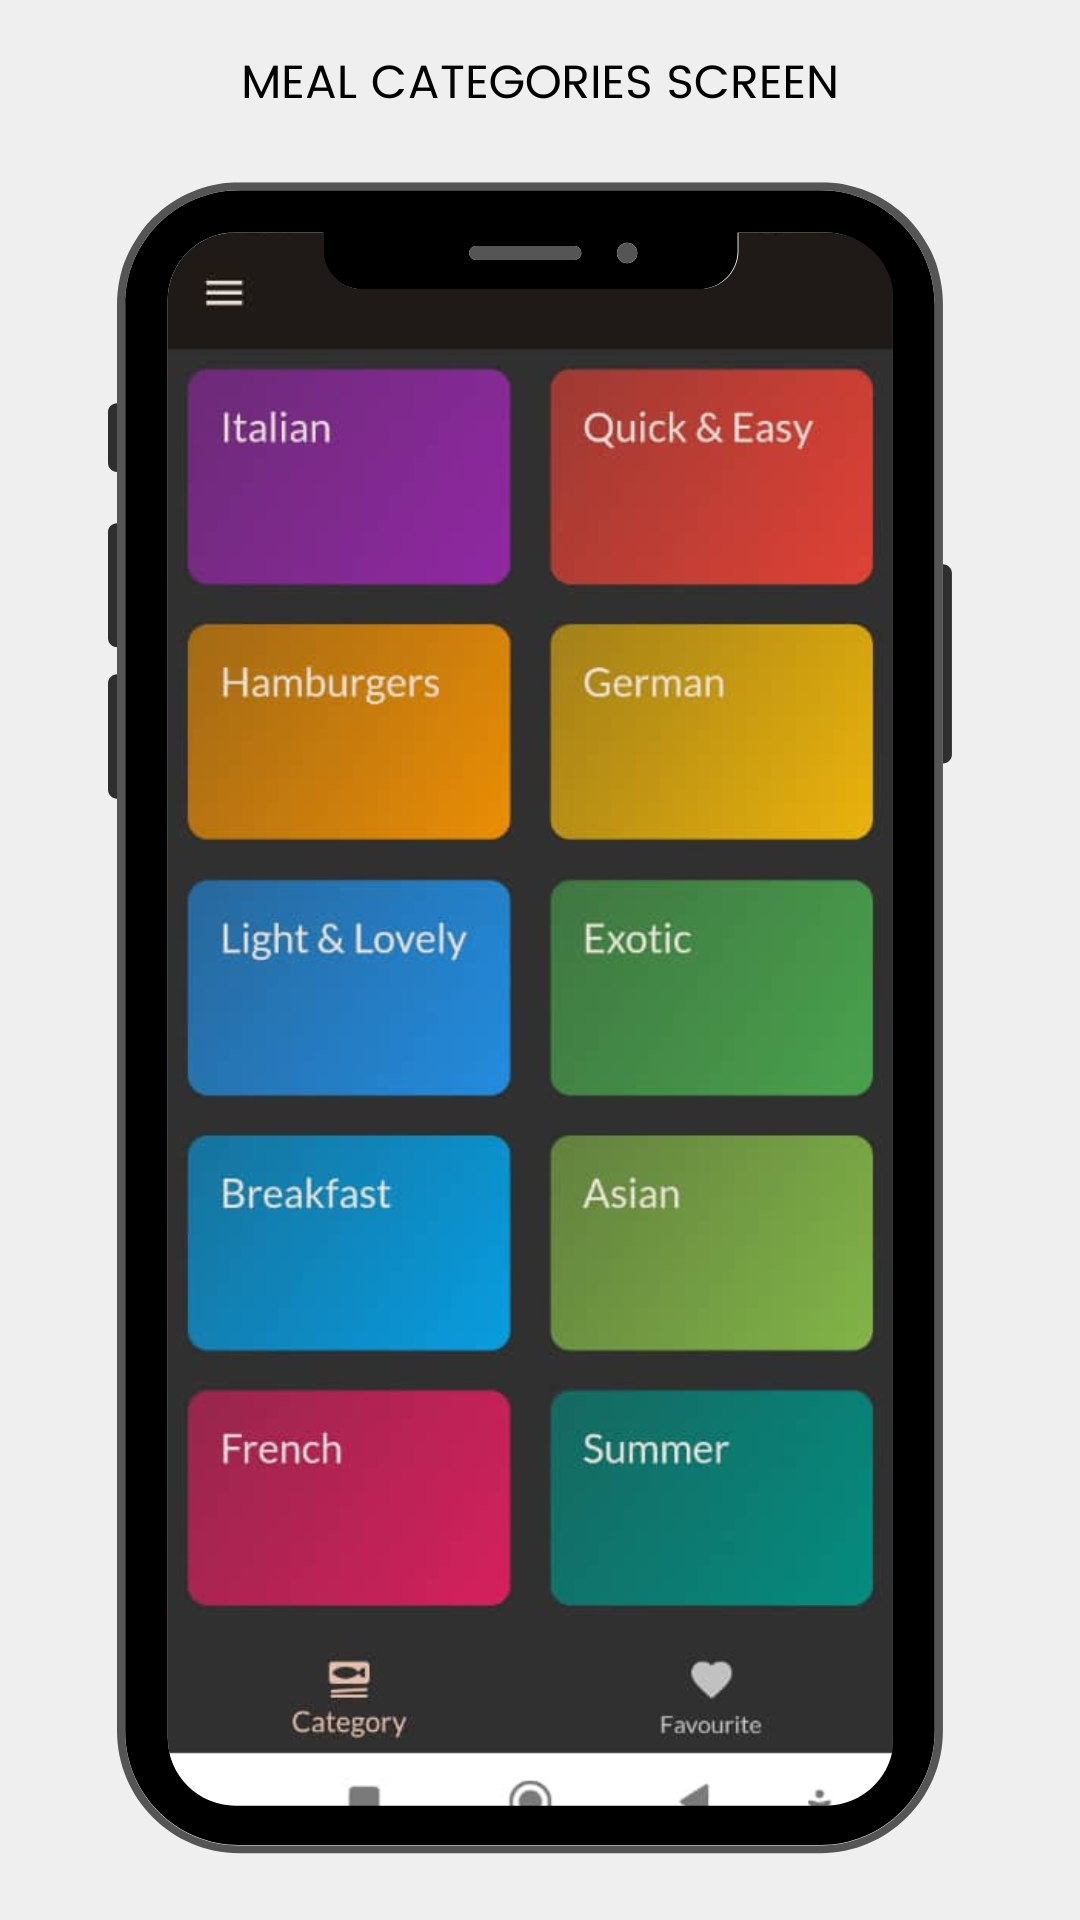 MEAL CATEGORIES SCREEN
Italian
Quick & Easy
Hamburgers
German
Light & Lovely
Exotic
Breakfast
Asian
French
Summer
Category
Favourite